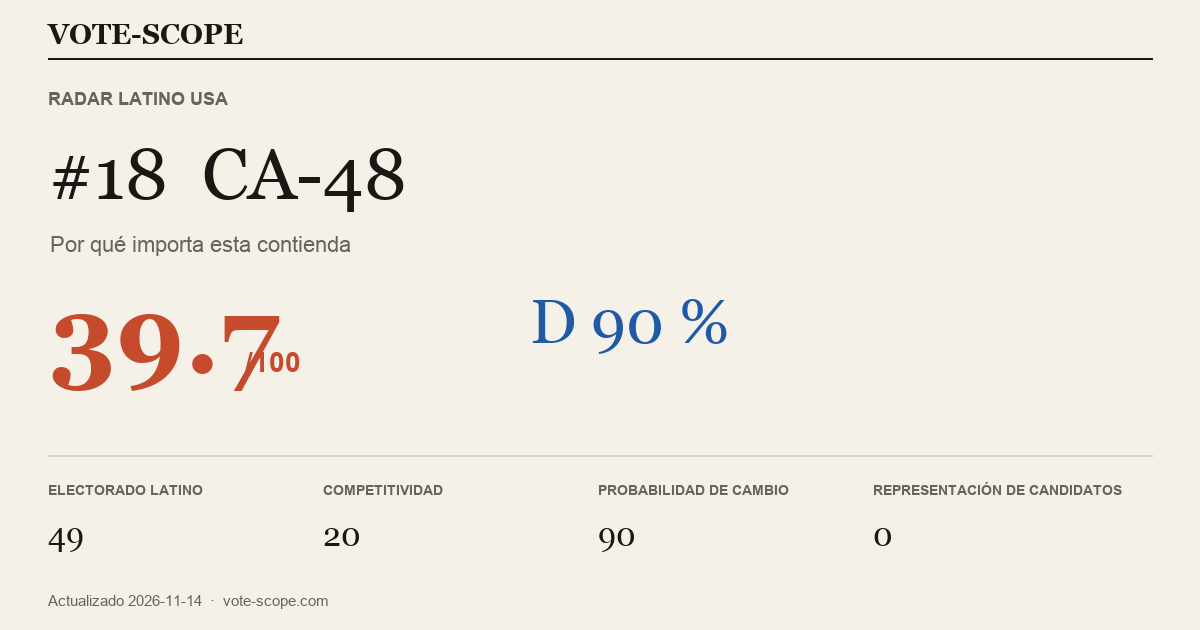 VOTE-SCOPE
RADAR LATINO USA
#18 CA-48
Por qué importa esta contienda
39.7/100
D 90 %
ELECTORADO LATINO
49
COMPETITIVIDAD
20
PROBABILIDAD DE CAMBIO
90
REPRESENTACIÓN DE CANDIDATOS
0
Actualizado 2026-11-14 · vote-scope.com